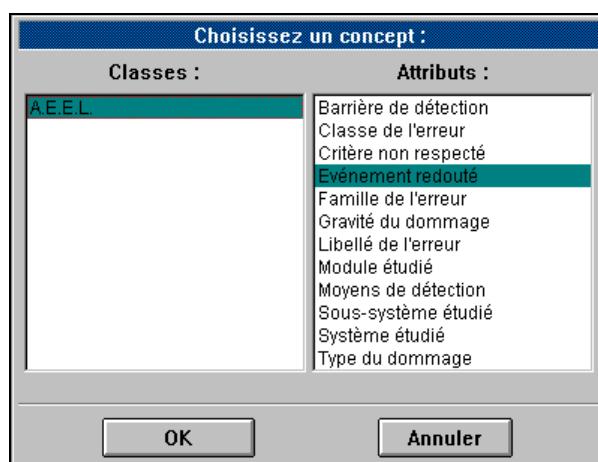 Choisissez un concept :
Classes :
Attributs :
A.E.E.L.
Barrière de détection
Classe de l'erreur
Critère non respecté
Evénement redouté
Famille de l'erreur
Gravité du dommage
Libellé de l'erreur
Module étudié
Moyens de détection
Sous-système étudié
Système étudié
Type du dommage
OK
Annuler